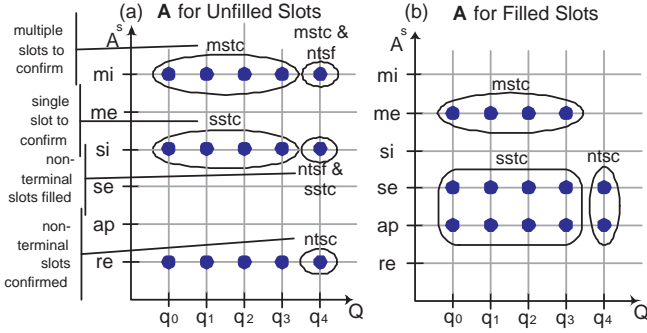 (a) A for Unfilled Slots
multiple
slots to
confirm
single
slot to
confirm
non-
terminal
slots filled
non-
terminal
slots
confirmed
A^s
mi
me
si
se
ap
re
mstc
mstc &
ntsf
sstc
ntsf &
sstc
ntsc
q0 q1 q2 q3 q4 Q
(b) A for Filled Slots
A^s
mi
me
si
se
ap
re
mstc
sstc
ntsc
q0 q1 q2 q3 q4 Q